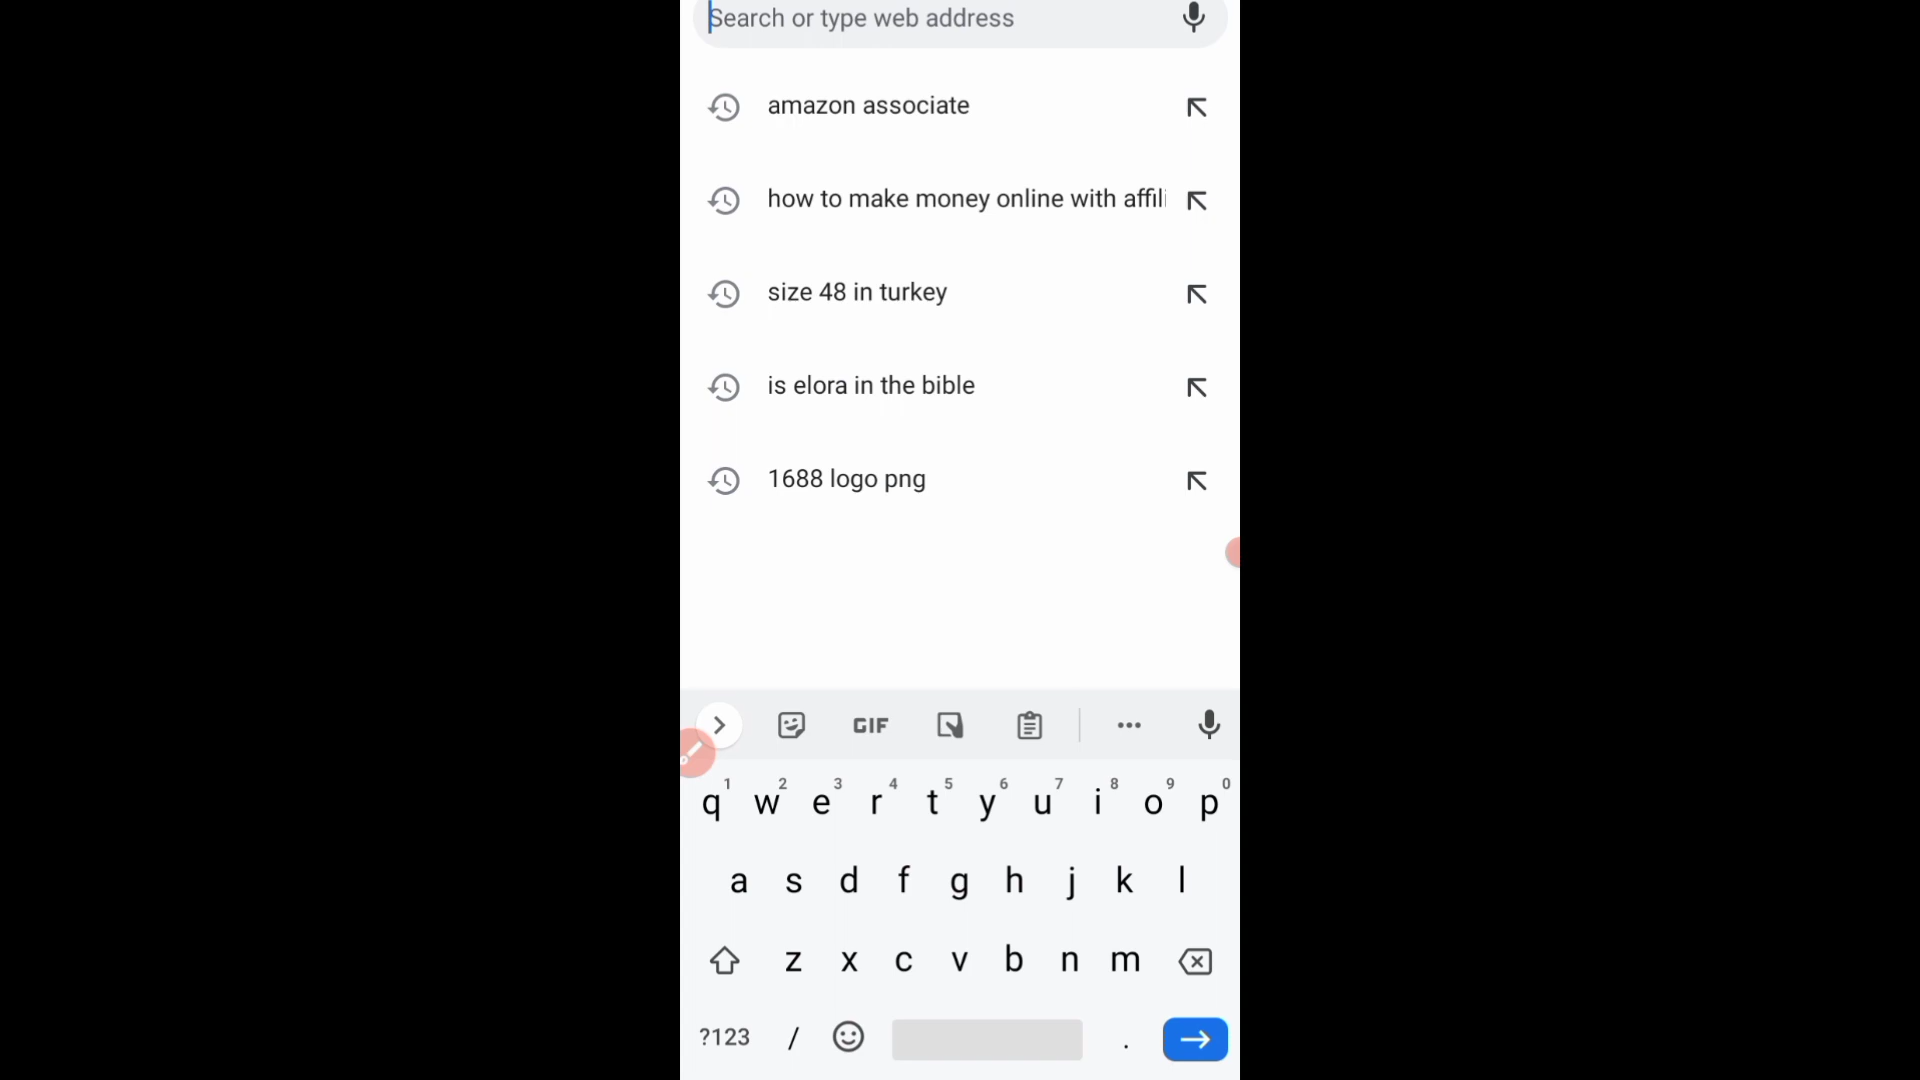 Search or type web address
amazon associate
how to make money online with affili
size 48 in turkey
is elora in the bible
1688 logo png
GIF
1 2 3 4 5 6 7 8 9 0
q w e r t y u i o p
a s d f g h j k l
z x c v b n m
?123 / .